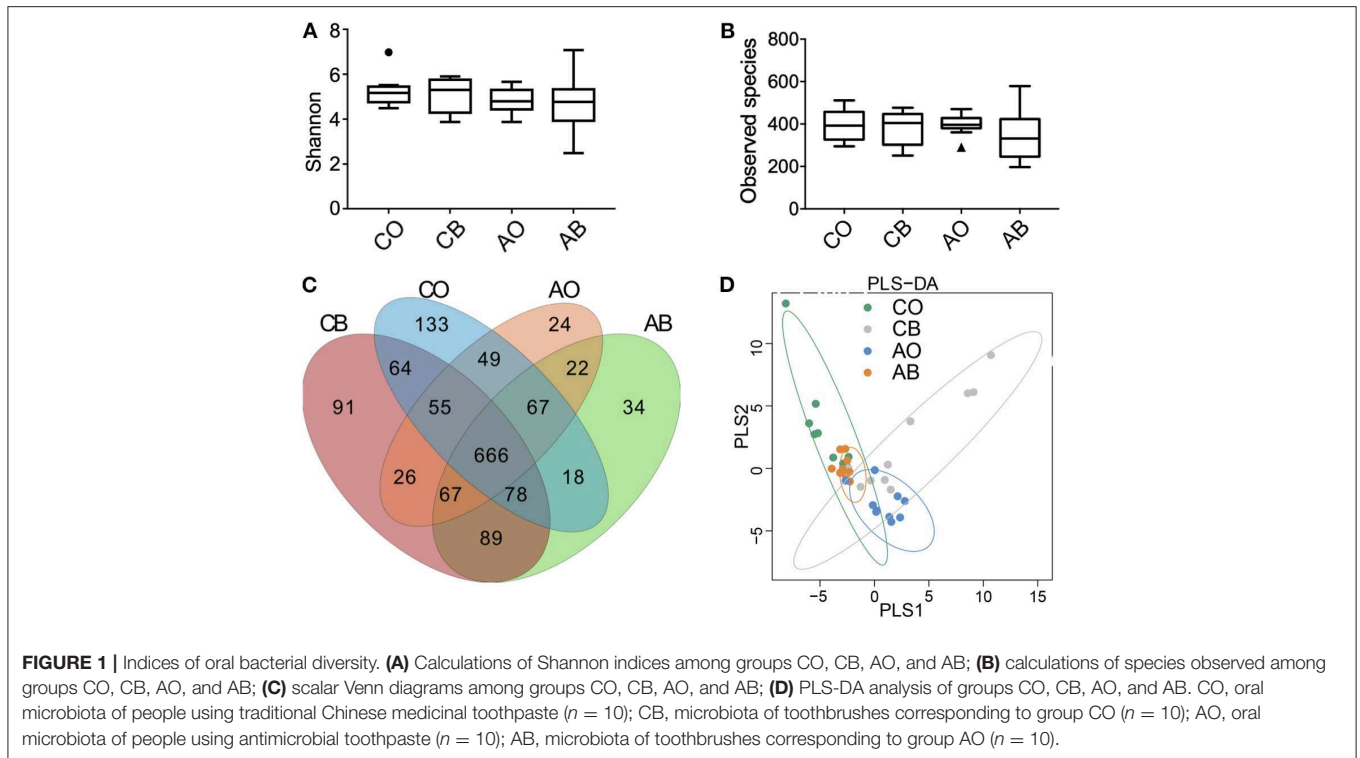 A
8
6
4
2
0
Shannon
CO
CB
AO
AB
B
800
600
400
200
0
Observed species
CO
CB
AO
AB
C
CO
AO
CB
AB
133
24
49
64
22
91
55
67
34
666
26
18
67
78
89
D
PLS-DA
CO
CB
AO
AB
10
5
0
−5
PLS2
−5
0
5
10
15
PLS1
FIGURE 1 | Indices of oral bacterial diversity. (A) Calculations of Shannon indices among groups CO, CB, AO, and AB; (B) calculations of species observed among
groups CO, CB, AO, and AB; (C) scalar Venn diagrams among groups CO, CB, AO, and AB; (D) PLS-DA analysis of groups CO, CB, AO, and AB. CO, oral
microbiota of people using traditional Chinese medicinal toothpaste (n = 10); CB, microbiota of toothbrushes corresponding to group CO (n = 10); AO, oral
microbiota of people using antimicrobial toothpaste (n = 10); AB, microbiota of toothbrushes corresponding to group AO (n = 10).